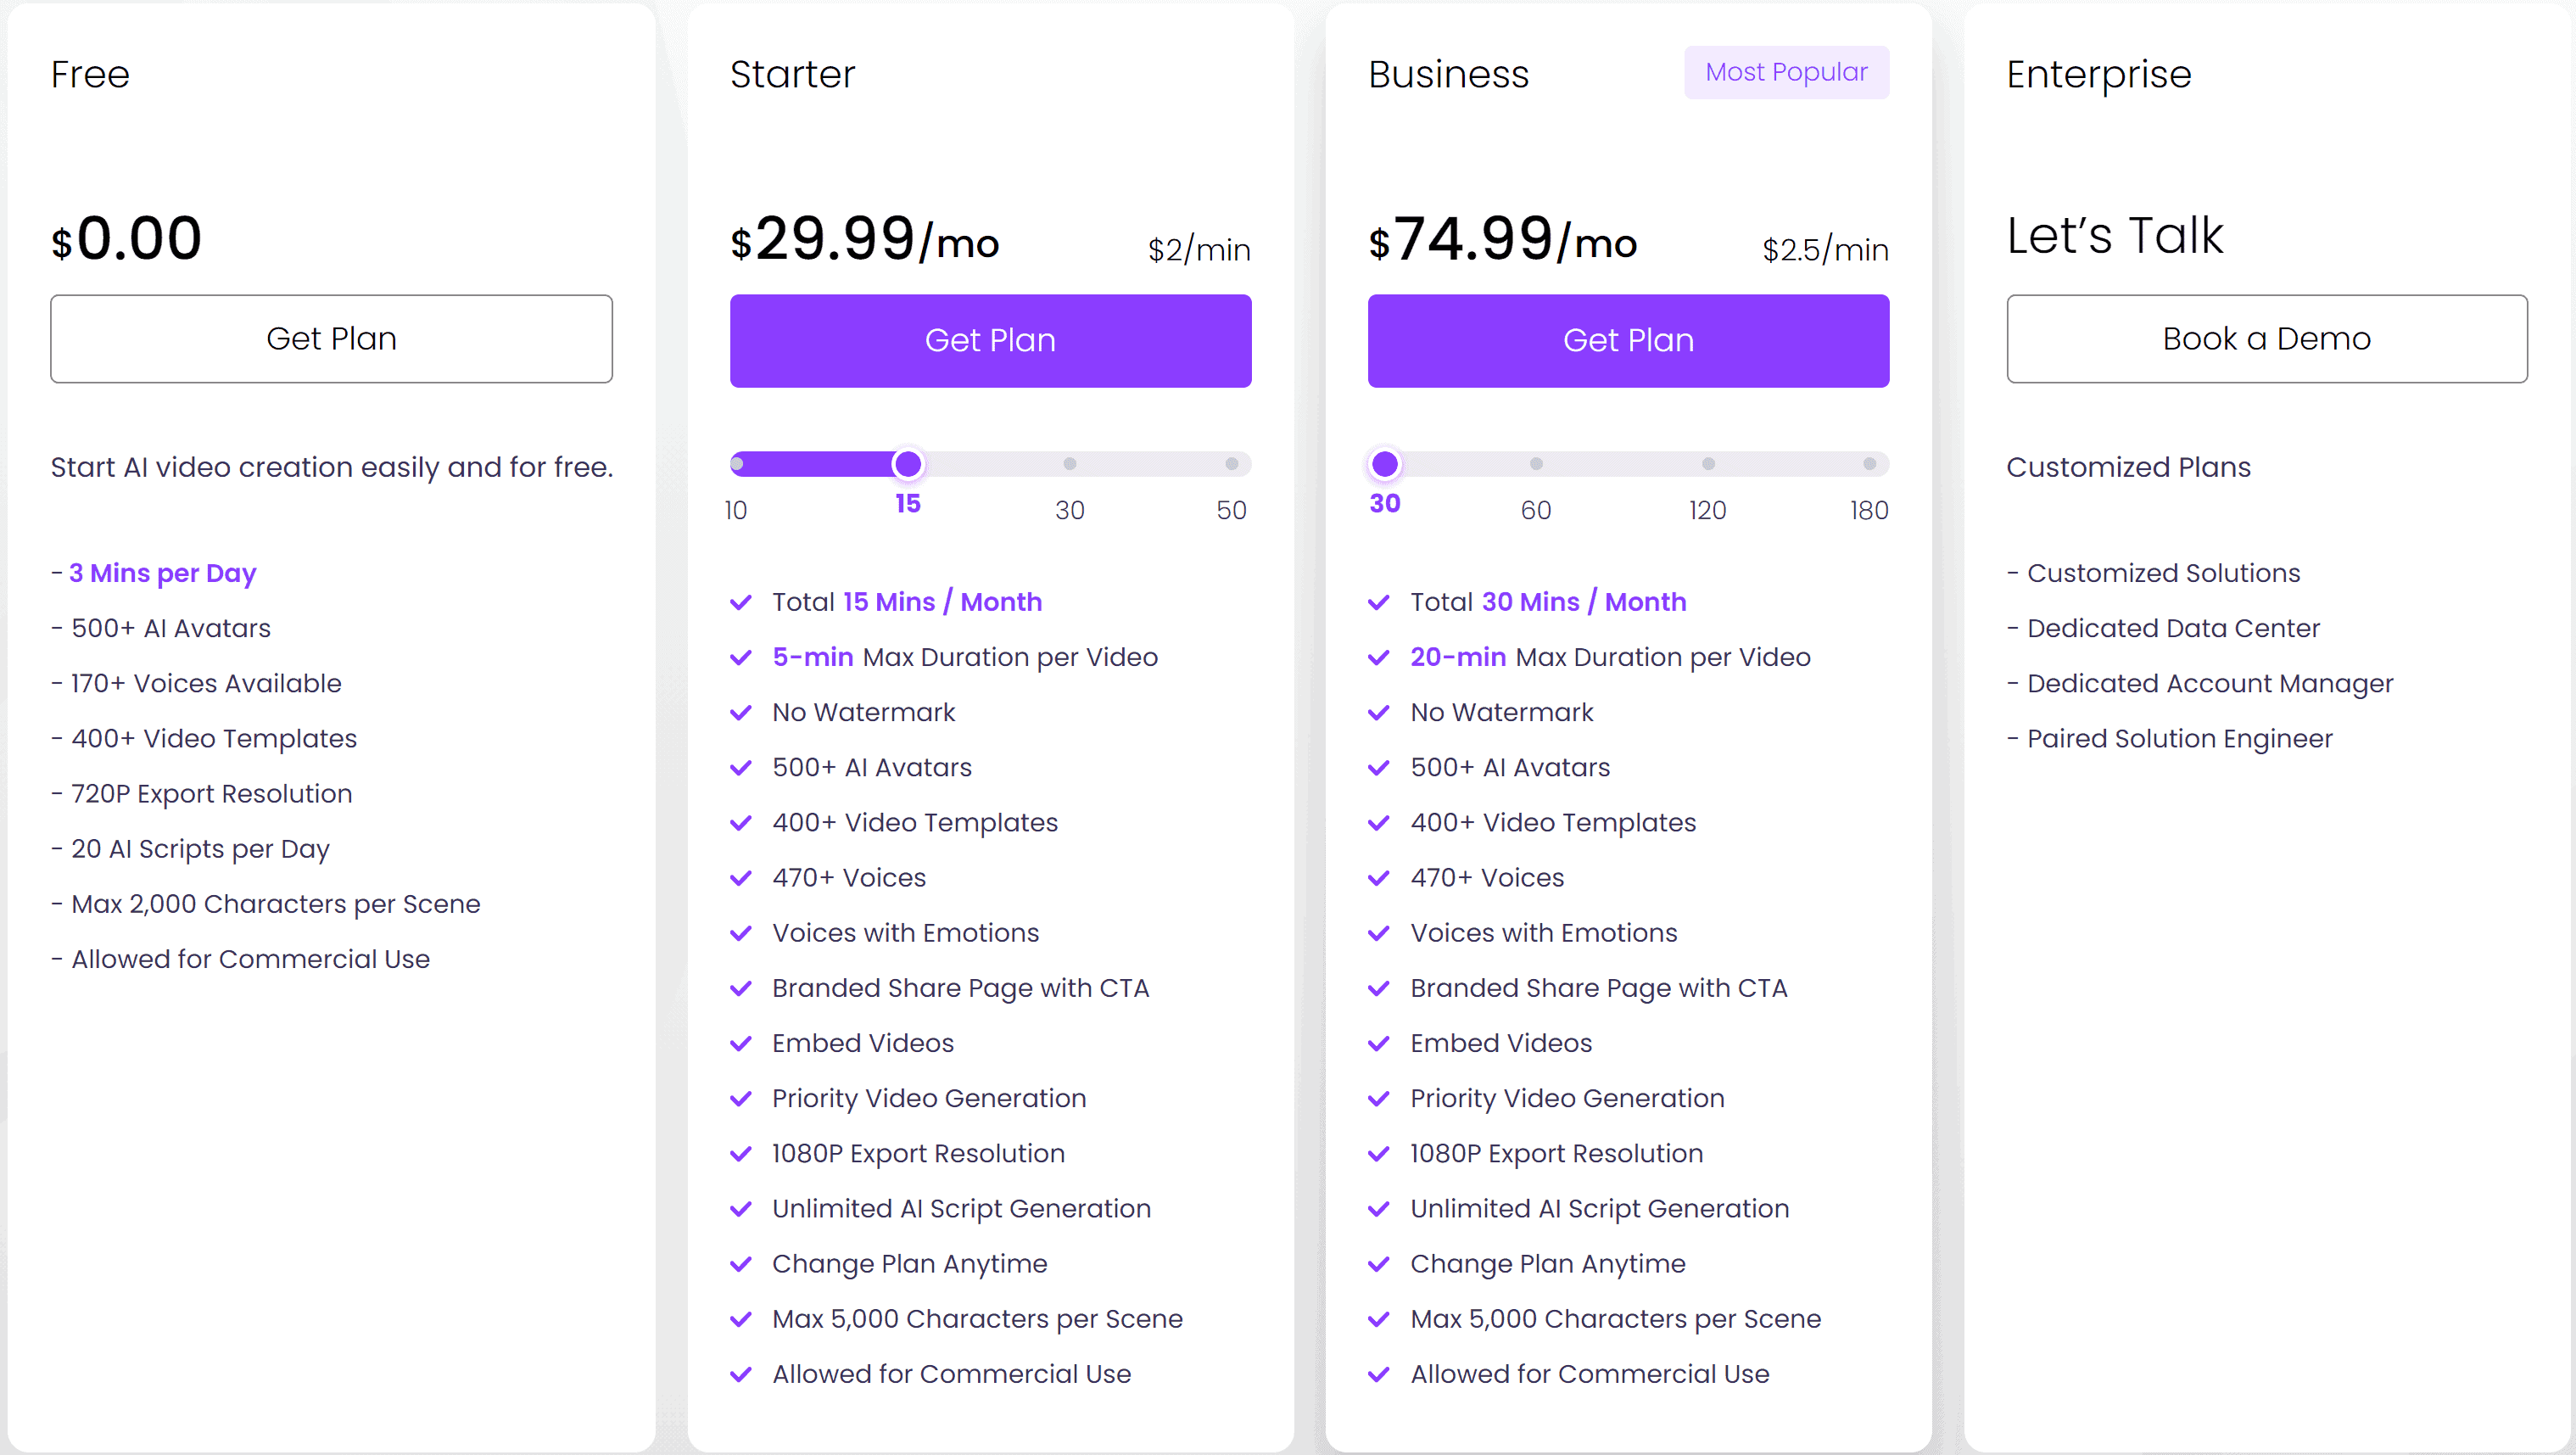 Free
$0.00
Get Plan
Start AI video creation easily and for free.
- 3 Mins per Day
- 500+ AI Avatars
- 170+ Voices Available
- 400+ Video Templates
- 720P Export Resolution
- 20 AI Scripts per Day
- Max 2,000 Characters per Scene
- Allowed for Commercial Use
Starter
$29.99/mo $2/min
Get Plan
10 15 30 50
Total 15 Mins / Month
5-min Max Duration per Video
No Watermark
500+ AI Avatars
400+ Video Templates
470+ Voices
Voices with Emotions
Branded Share Page with CTA
Embed Videos
Priority Video Generation
1080P Export Resolution
Unlimited AI Script Generation
Change Plan Anytime
Max 5,000 Characters per Scene
Allowed for Commercial Use
Business Most Popular
$74.99/mo $2.5/min
Get Plan
30 60 120 180
Total 30 Mins / Month
20-min Max Duration per Video
No Watermark
500+ AI Avatars
400+ Video Templates
470+ Voices
Voices with Emotions
Branded Share Page with CTA
Embed Videos
Priority Video Generation
1080P Export Resolution
Unlimited AI Script Generation
Change Plan Anytime
Max 5,000 Characters per Scene
Allowed for Commercial Use
Enterprise
Let’s Talk
Book a Demo
Customized Plans
- Customized Solutions
- Dedicated Data Center
- Dedicated Account Manager
- Paired Solution Engineer